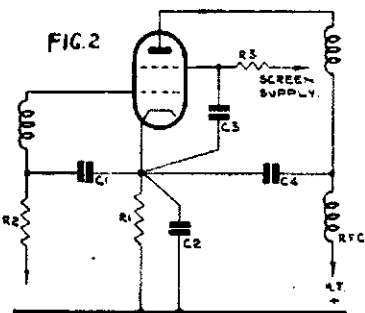 FIG.2
R3
SCREEN
SUPPLY.
C3
C1
C4
R2
R1
C2
RFC
H.T.
+